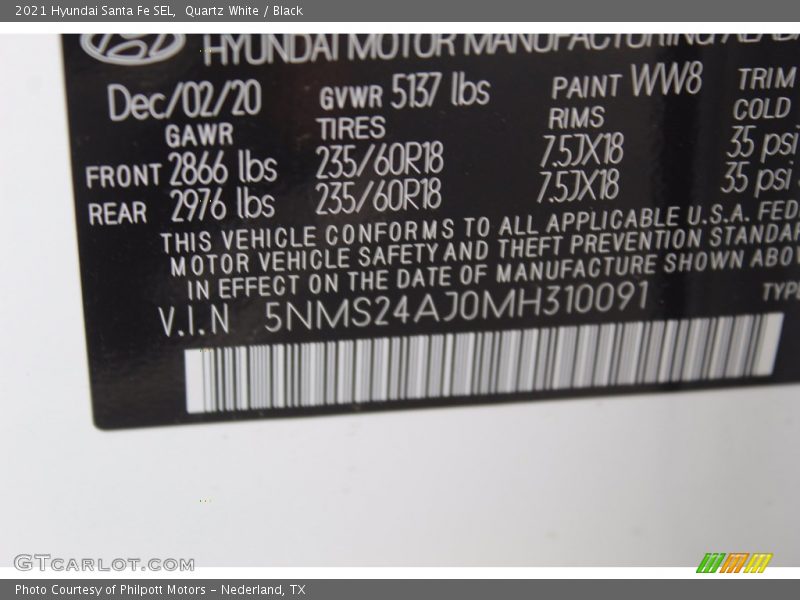 2021 Hyundai Santa Fe SEL, Quartz White / Black
HYUNDAI MOTOR MANUFACTURING
Dec/02/20 GVWR 5137 lbs PAINT WW8 TRIM
GAWR TIRES RIMS COLD
FRONT 2866 lbs 235/60R18 7.5JX18 35 psi
REAR 2976 lbs 235/60R18 7.5JX18 35 psi
THIS VEHICLE CONFORMS TO ALL APPLICABLE U.S.A. FED
MOTOR VEHICLE SAFETY AND THEFT PREVENTION STANDAR
IN EFFECT ON THE DATE OF MANUFACTURE SHOWN ABOV
V.I.N 5NMS24AJ0MH310091 TYPE
GTCARLOT.COM
Photo Courtesy of Philpott Motors - Nederland, TX